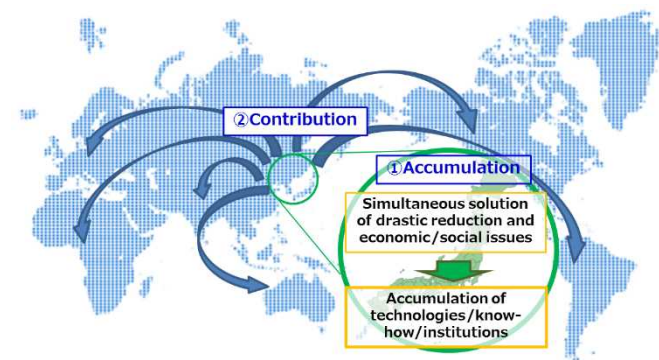 ②Contribution
①Accumulation
Simultaneous solution
of drastic reduction and
economic/social issues
Accumulation of
technologies/know-
how/institutions